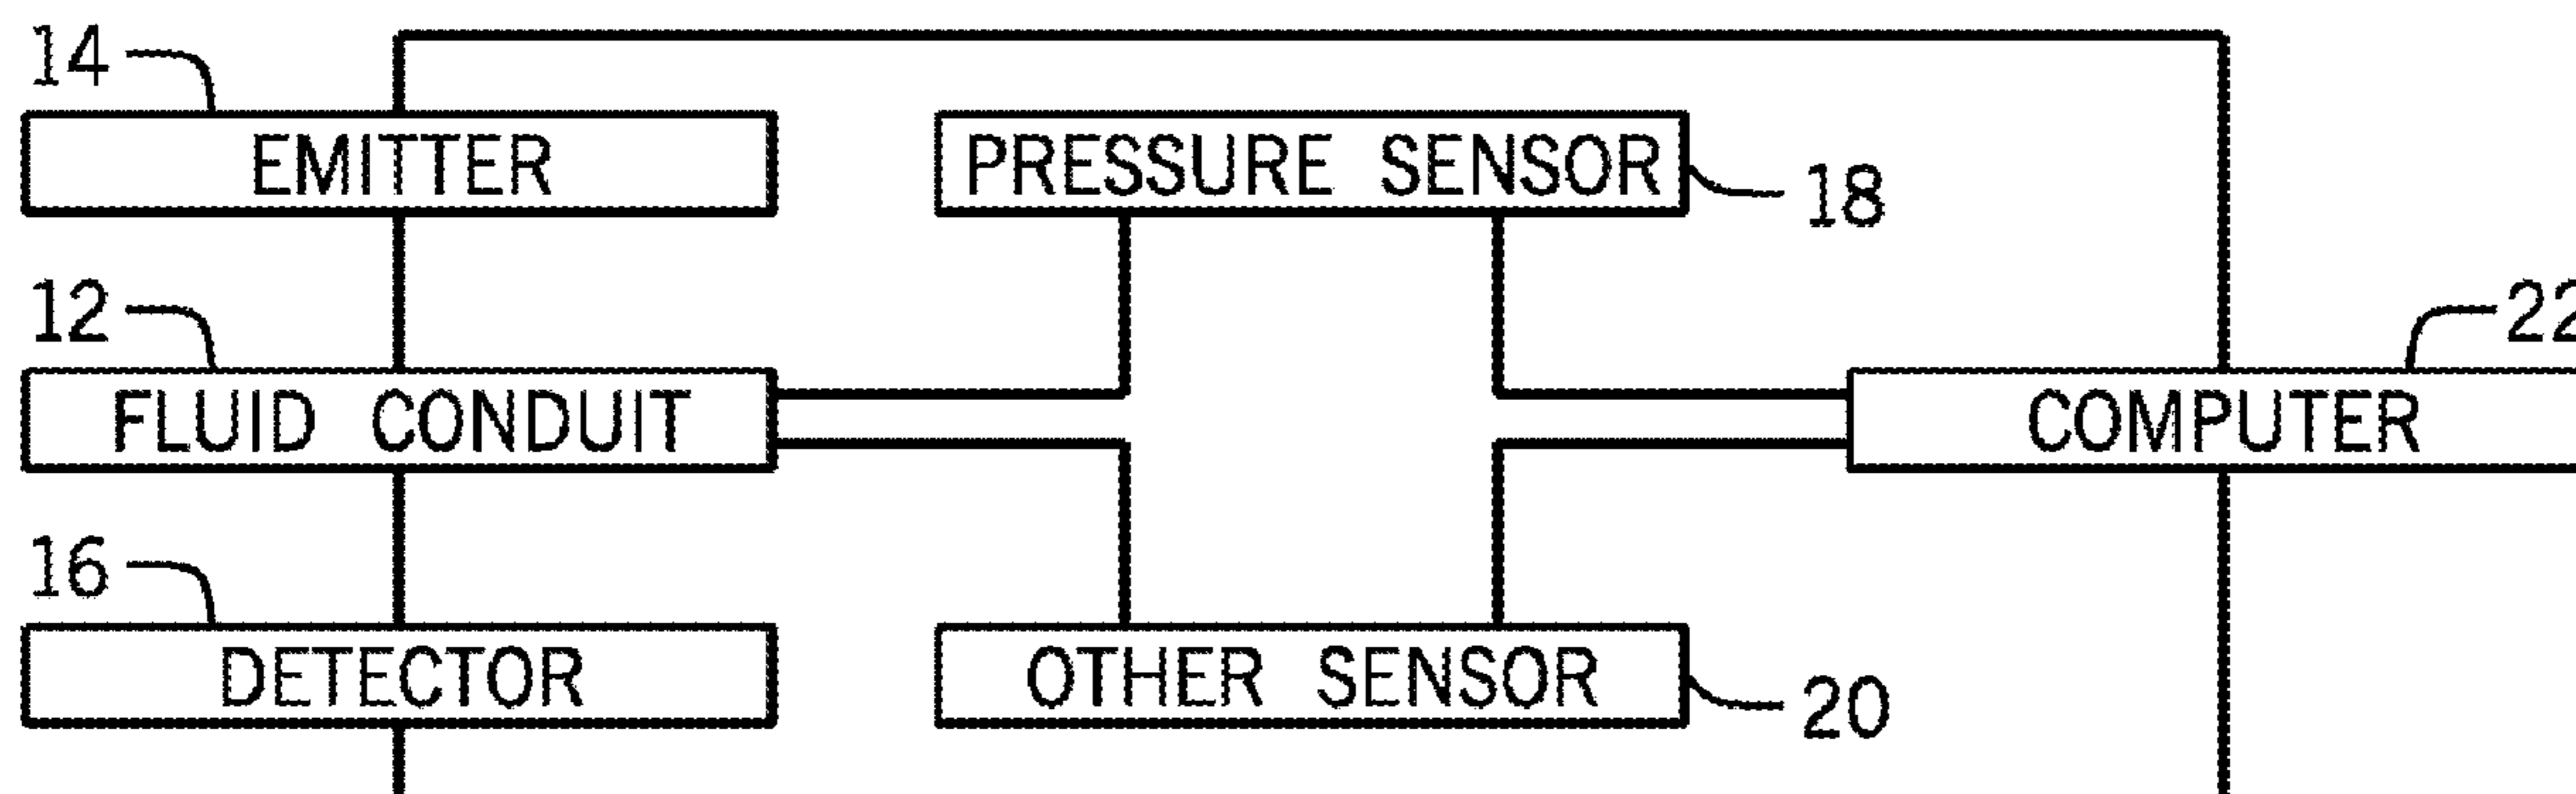 14
EMITTER
PRESSURE SENSOR
18
12
22
FLUID CONDUIT
COMPUTER
16
DETECTOR
OTHER SENSOR
20